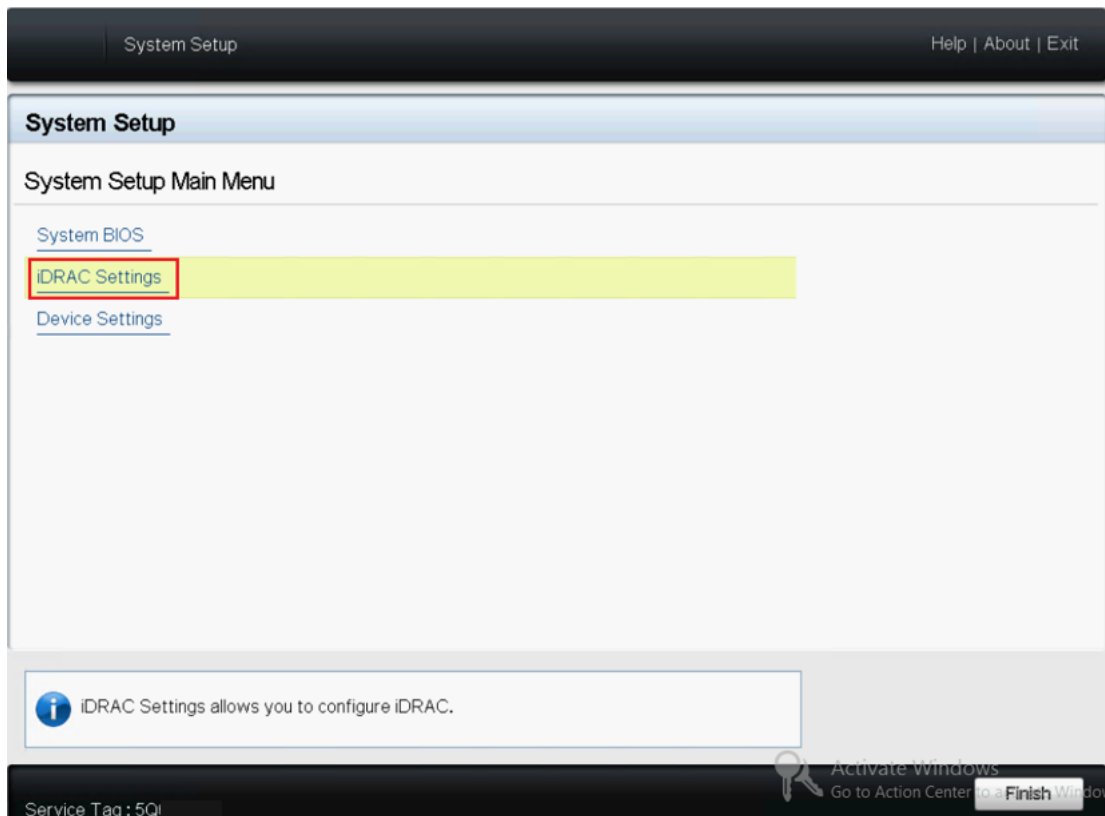 System Setup
Help | About | Exit
System Setup
System Setup Main Menu
System BIOS
iDRAC Settings
Device Settings
iDRAC Settings allows you to configure iDRAC.
Activate Windows
Go to Action Center to a
Finish
Service Tag : 5Q